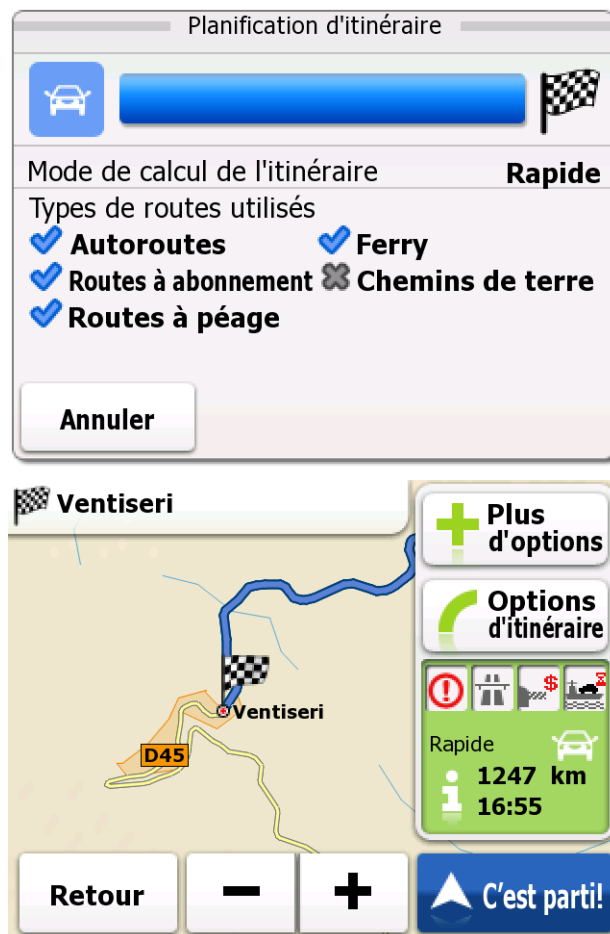 Planification d'itinéraire
Mode de calcul de l'itinéraire Rapide
Types de routes utilisés
Autoroutes Ferry
Routes à abonnement Chemins de terre
Routes à péage
Annuler
Ventiseri
Plus
d'options
Options
d'itinéraire
$
Ventiseri
Rapide
D45
1247 km
16:55
Retour − + C'est parti!